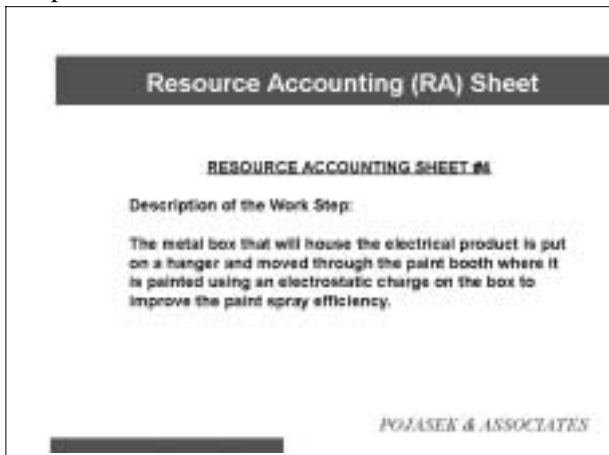 Resource Accounting (RA) Sheet
RESOURCE ACCOUNTING SHEET #4
Description of the Work Step:
The metal box that will house the electrical product is put
on a hanger and moved through the paint booth where it
is painted using an electrostatic charge on the box to
improve the paint spray efficiency.
POJASEK & ASSOCIATES